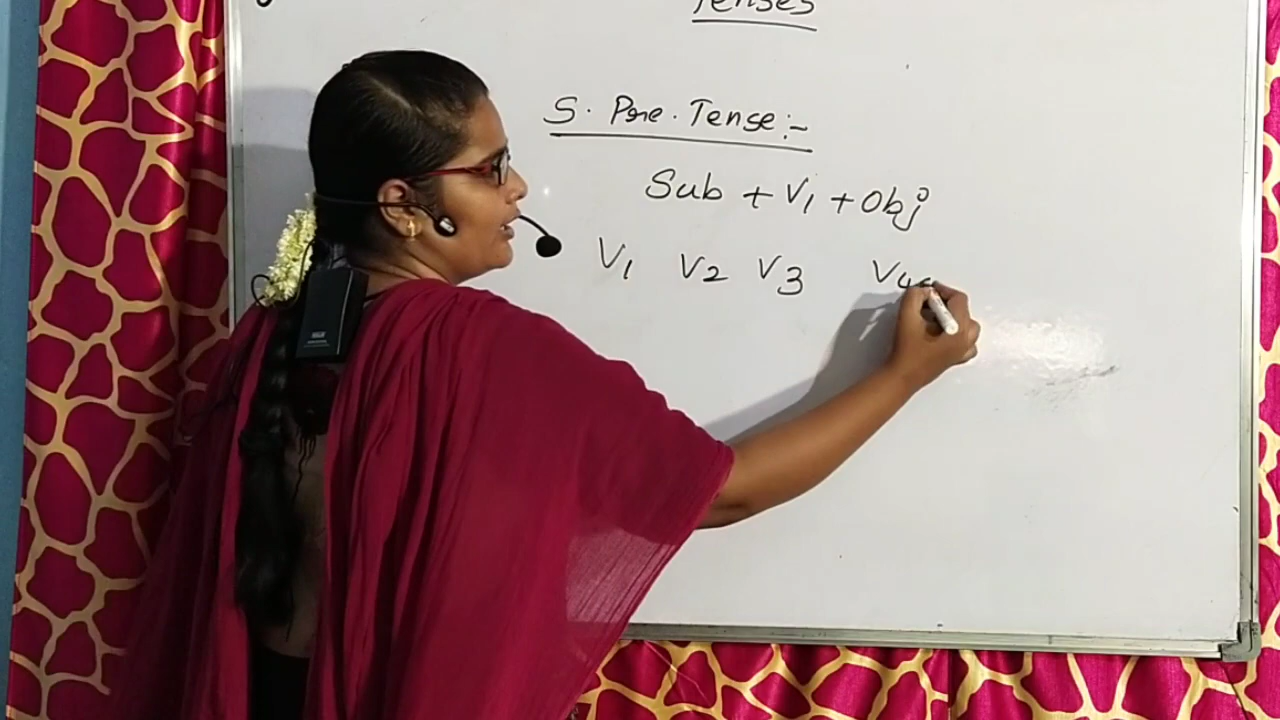 Tenses
S. Pre. Tense:-
Sub + V1 + Obj
V1 V2 V3 V4